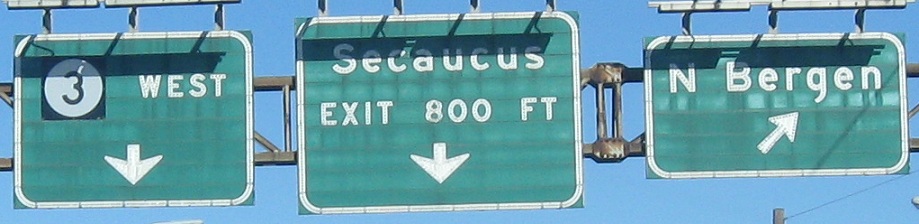 3 WEST
Secaucus
EXIT 800 FT
N Bergen